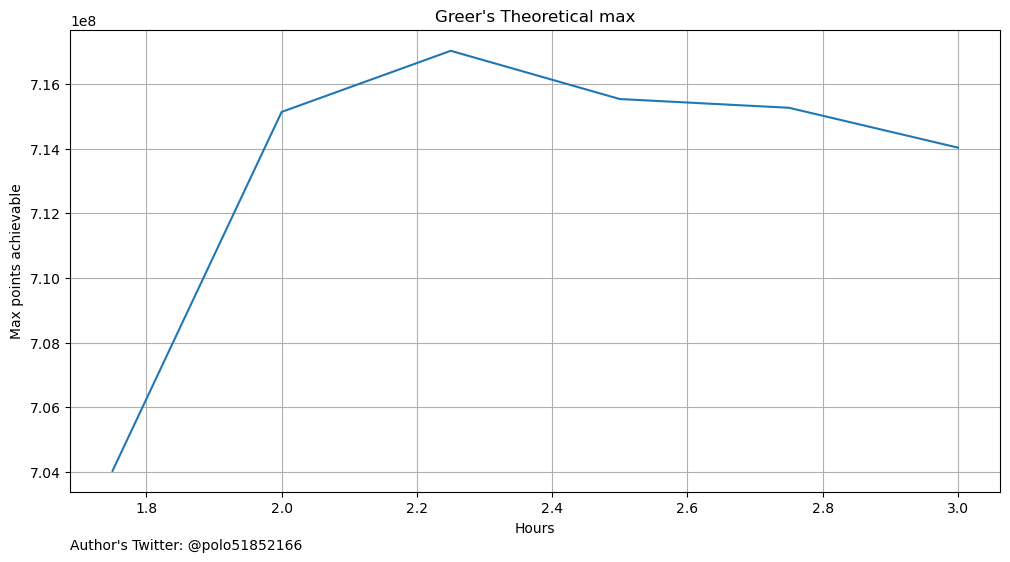 Greer's Theoretical max
1e8
7.16
7.14
7.12
7.10
7.08
7.06
7.04
Max points achievable
1.8 2.0 2.2 2.4 2.6 2.8 3.0
Hours
Author's Twitter: @polo51852166